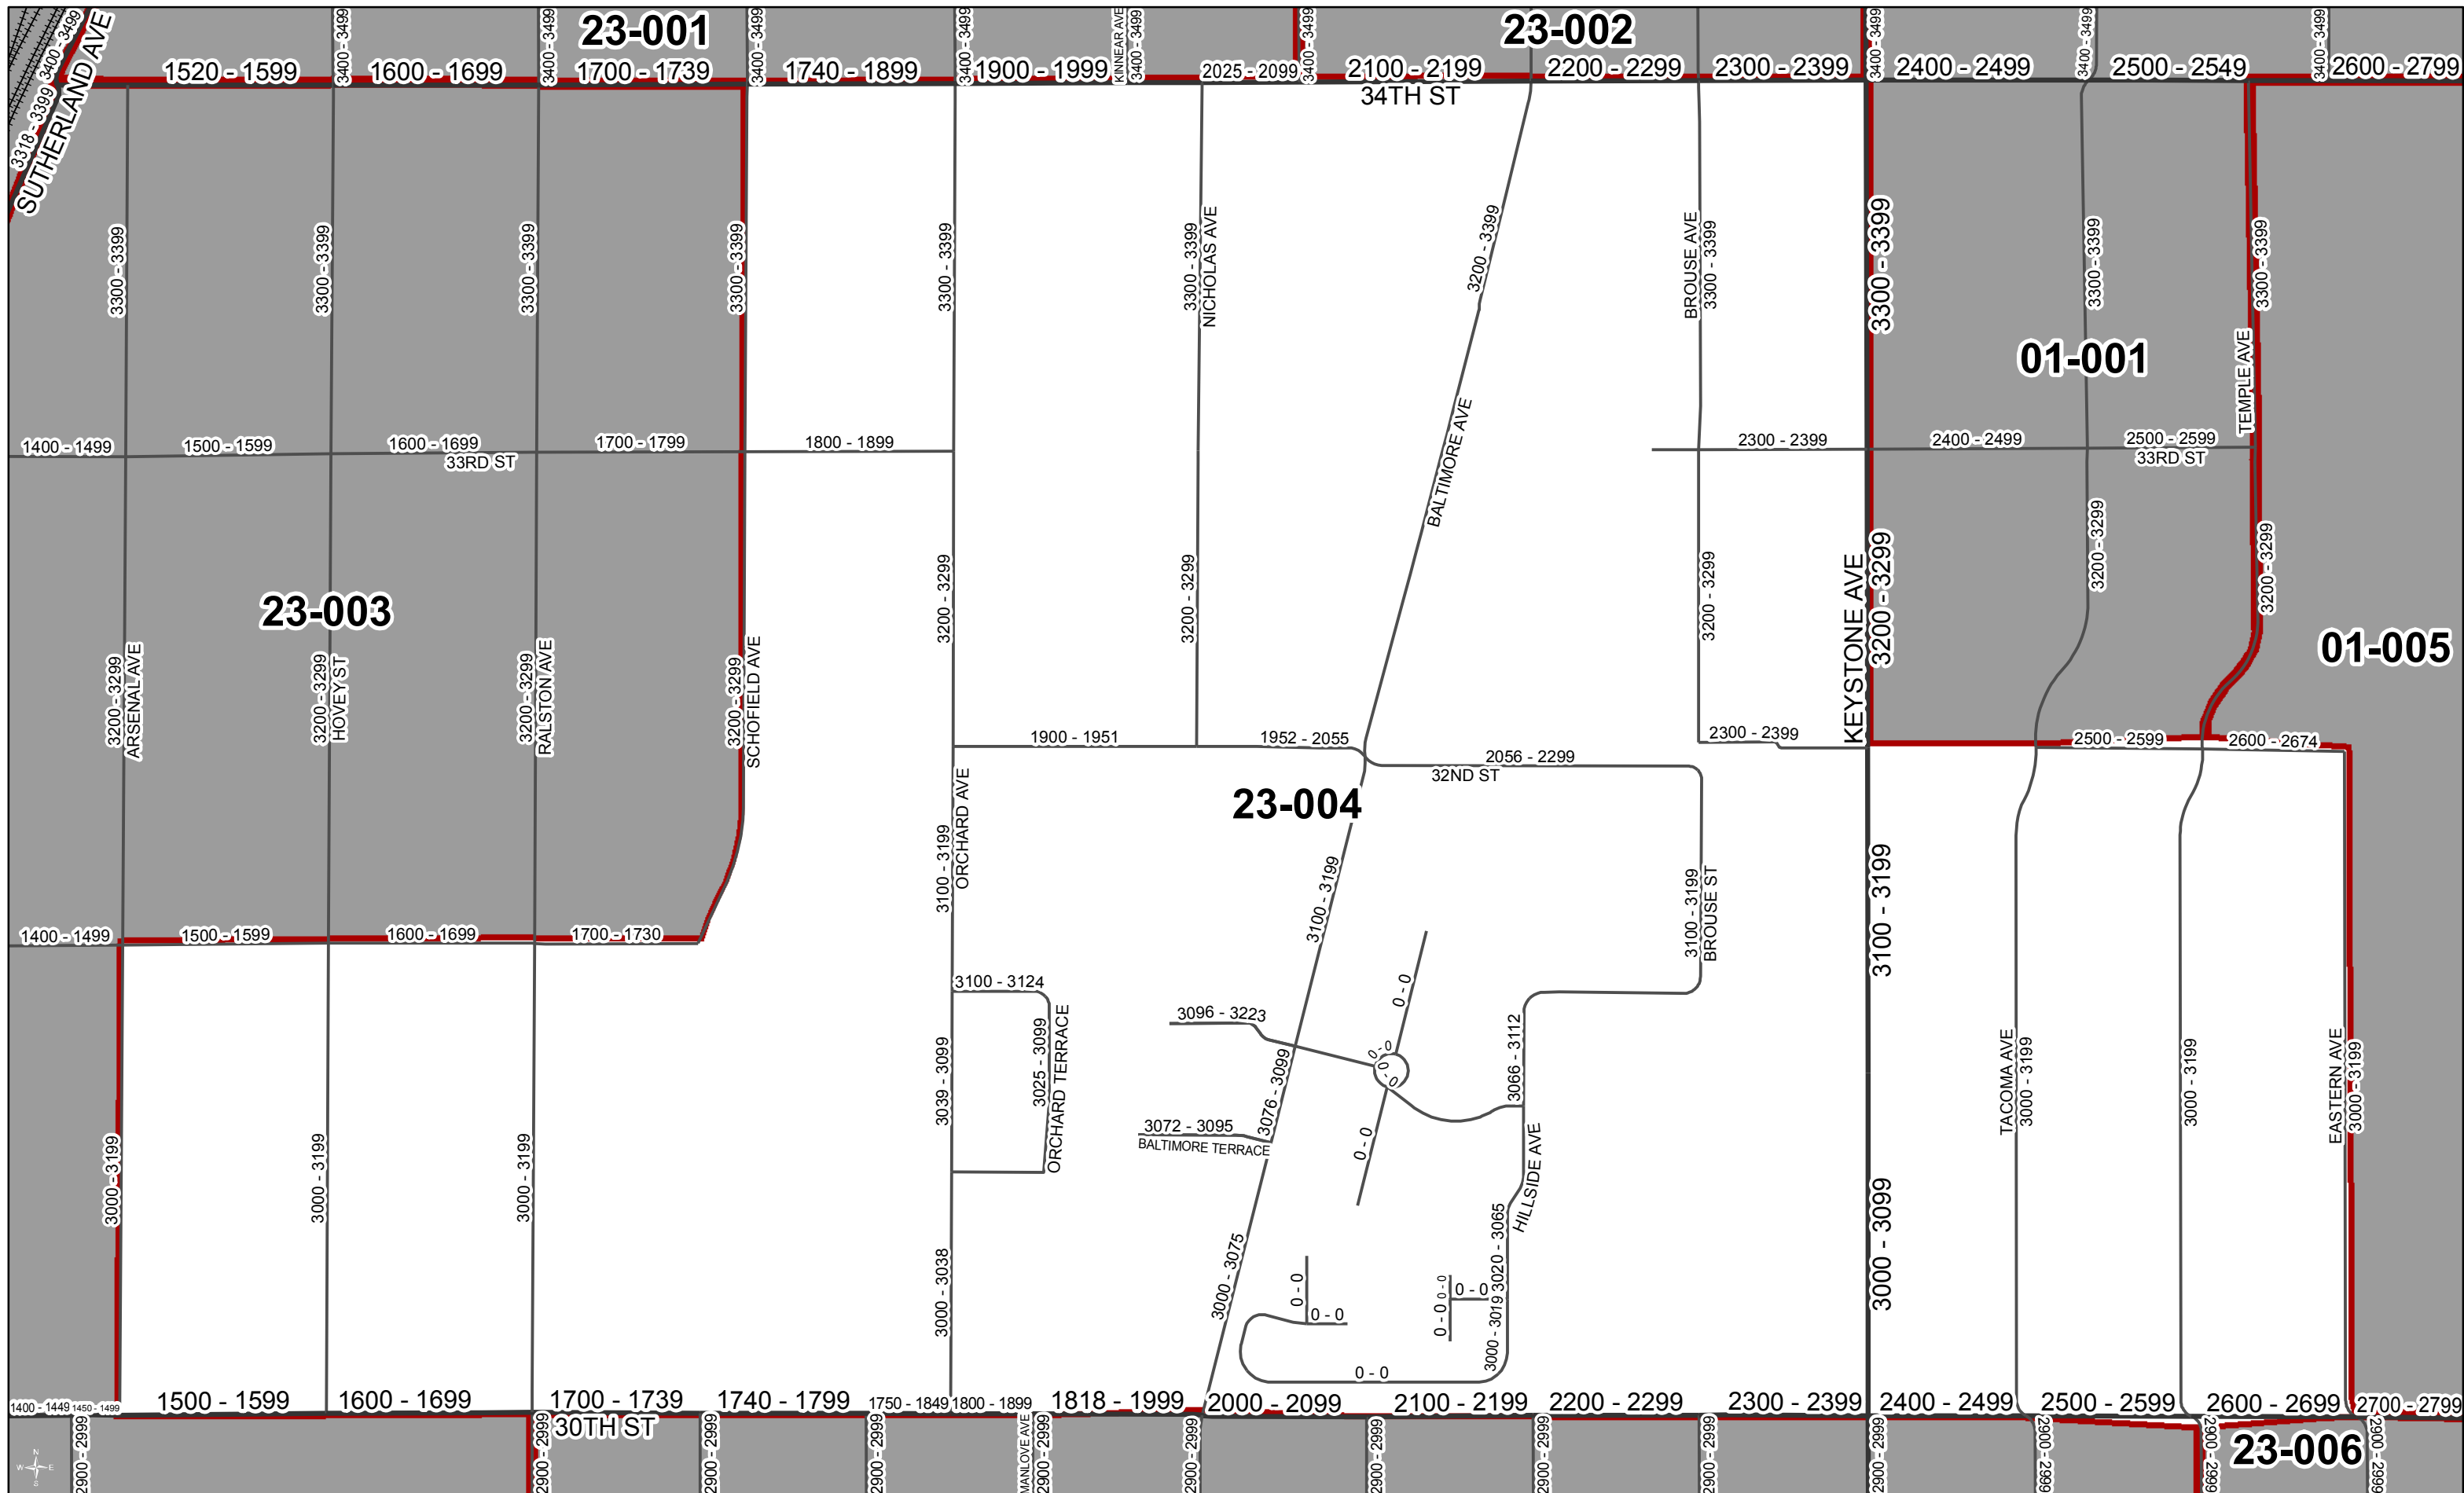 23-001
23-002
3400 - 3499
3400 - 3499
3400 - 3499
3400 - 3499
3400 - 3499
KINNEAR AVE
3400 - 3499
3400 - 3499
3400 - 3499
3400 - 3499
3400 - 3499
1520 - 1599
1600 - 1699
1700 - 1739
1740 - 1899
1900 - 1999
2025 - 2099
2100 - 2199
2200 - 2299
2300 - 2399
2400 - 2499
2500 - 2549
2600 - 2799
34TH ST
3318 - 3399
SUTHERLAND AVE
3300 - 3399
3300 - 3399
3300 - 3399
3300 - 3399
3300 - 3399
3300 - 3399
NICHOLAS AVE
3200 - 3399
BROUSE AVE
3300 - 3399
3300 - 3399
3300 - 3399
3300 - 3399
01-001
TEMPLE AVE
BALTIMORE AVE
1400 - 1499
1500 - 1599
1600 - 1699
33RD ST
1700 - 1799
1800 - 1899
2300 - 2399
2400 - 2499
2500 - 2599
33RD ST
23-003
3200 - 3299
ARSENAL AVE
3200 - 3299
HOVEY ST
3200 - 3299
RALSTON AVE
3200 - 3299
SCHOFIELD AVE
3200 - 3299
3200 - 3299
3200 - 3299
KEYSTONE AVE
3200 - 3299
3200 - 3299
3200 - 3299
01-005
1900 - 1951
1952 - 2055
2056 - 2299
32ND ST
2300 - 2399
2500 - 2599
2600 - 2674
23-004
3100 - 3199
ORCHARD AVE
3100 - 3199
3100 - 3199
BROUSE ST
3100 - 3199
1400 - 1499
1500 - 1599
1600 - 1699
1700 - 1730
3100 - 3124
3025 - 3099
ORCHARD TERRACE
3039 - 3099
3096 - 3223
0 - 0
0 - 0
0 - 0
3066 - 3112
3076 - 3099
3072 - 3095
BALTIMORE TERRACE
0 - 0
HILLSIDE AVE
TACOMA AVE
3000 - 3199
3000 - 3199
EASTERN AVE
3000 - 3199
3000 - 3199
3000 - 3199
3000 - 3199
3000 - 3038
3000 - 3075
3020 - 3065
3000 - 3099
0 - 0
0 - 0
0 - 0
0 - 0
0 - 0
3000 - 3019
0 - 0
1400 - 1449
1450 - 1499
1500 - 1599
1600 - 1699
1700 - 1739
1740 - 1799
1750 - 1849
1800 - 1899
1818 - 1999
2000 - 2099
2100 - 2199
2200 - 2299
2300 - 2399
2400 - 2499
2500 - 2599
2600 - 2699
2700 - 2799
30TH ST
2900 - 2999
2900 - 2999
2900 - 2999
2900 - 2999
MANLOVE AVE
2900 - 2999
2900 - 2999
2900 - 2999
2900 - 2999
2900 - 2999
2900 - 2999
2900 - 2999
2900 - 2999
2900 - 2999
23-006
N
W
E
S